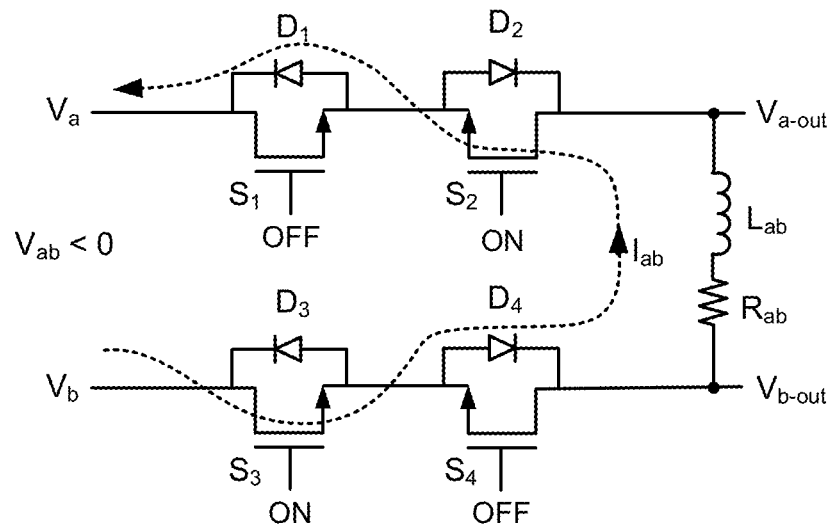 D₁
D₂
Vₐ
Vₐ₋ₒᵤₜ
S₁
S₂
OFF
ON
Lab
Vab < 0
Iab
Rab
D₃
D₄
Vb
Vb-out
S₃
S₄
ON
OFF